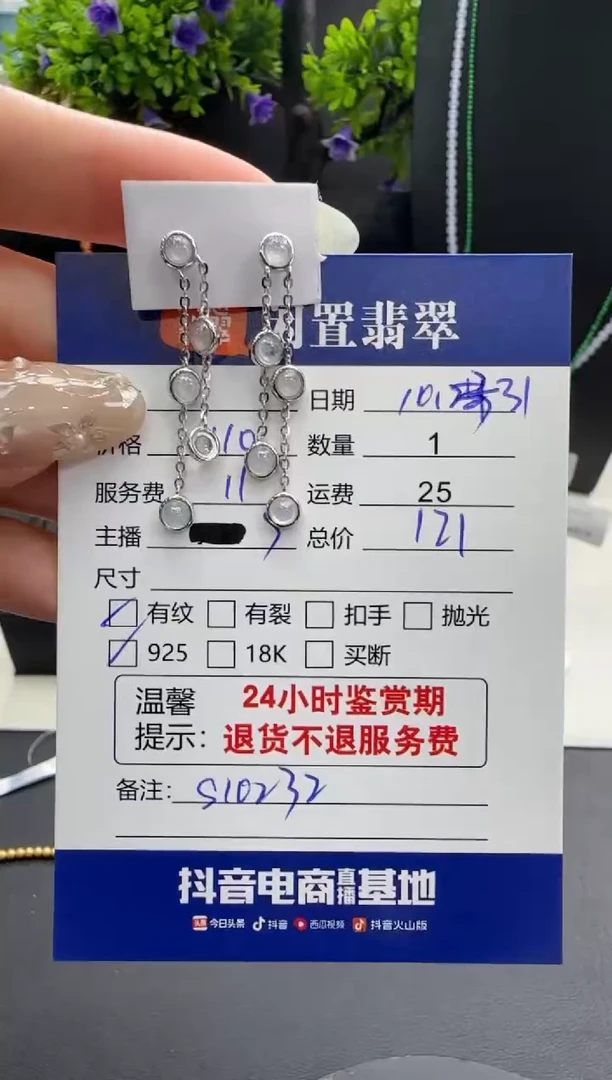 置翡翠
日期
价格 110 数量 1
服务费 11 运费 25
主播 总价 121
尺寸
有纹 有裂 扣手 抛光
925 18K 买断
温馨 24小时鉴赏期
提示: 退货不退服务费
备注: S10232
抖音电商直播基地
头条 今日头条 抖音 西瓜视频 抖音火山版